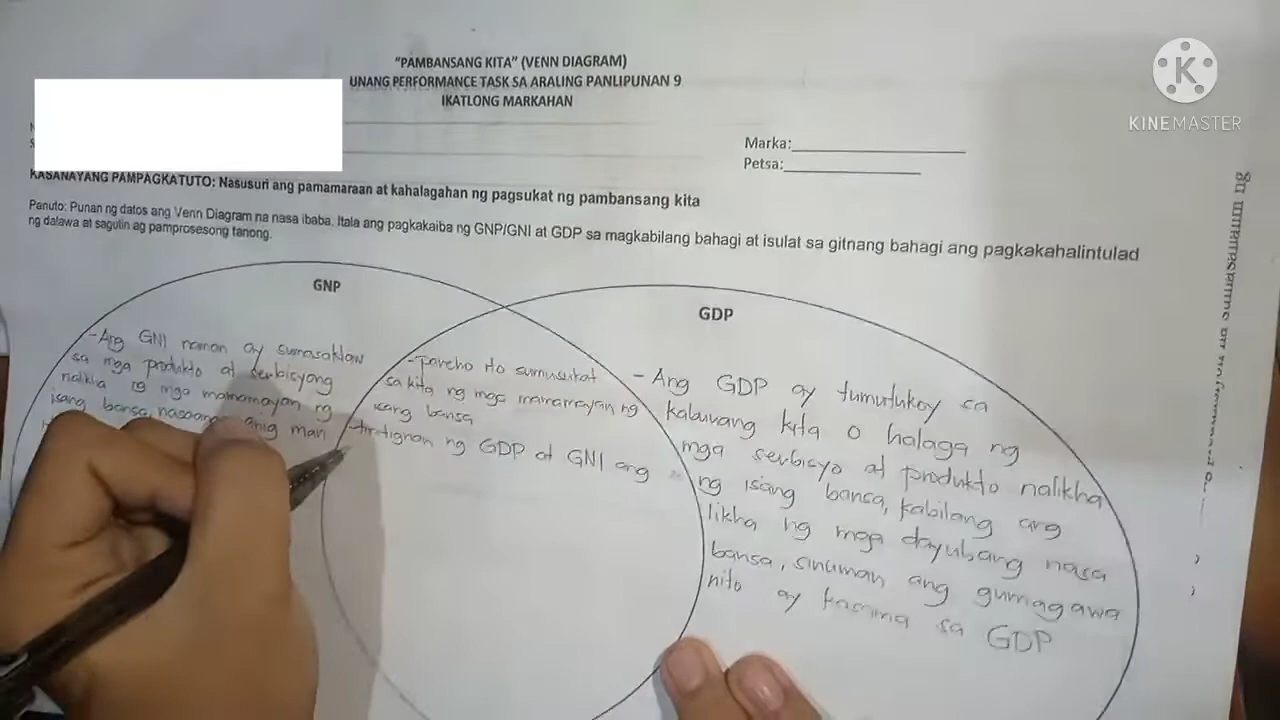 "PAMBANSANG KITA" (VENN DIAGRAM)
UNANG PERFORMANCE TASK SA ARALING PANLIPUNAN 9
IKATLONG MARKAHAN
KINEMASTER
Marka:
Petsa:
KASANAYANG PAMPAGKATUTO: Nasusuri ang pamamaraan at kahalagahan ng pagsukat ng pambansang kita
Panuto: Punan ng datos ang Venn Diagram na nasa ibaba. Itala ang pagkakaiba ng GNP/GNI at GDP sa magkabilang bahagi at isulat sa gitnang bahagi ang pagkakahalintulad
ng dalawa at sagutin ag pamprosesong tanong.
GNP
- Ang GNI naman ay sumasaklaw
sa mga produkto at serbisyong
nalikha ng mga mamamayan ng
isang bansa, nasaang man
- pareho ito sumusukat
sa kita ng mga mamamayan ng
isang bansa
- tinitignan ng GDP at GNI ang
GDP
- Ang GDP ay tumutukoy sa
kabuuang kita o halaga ng
mga serbisyo at produkto nalikha
ng isang bansa, kabilang ang
likha ng mga dayuhang nasa
bansa, sinuman ang gumagawa
nito ay kasama sa GDP